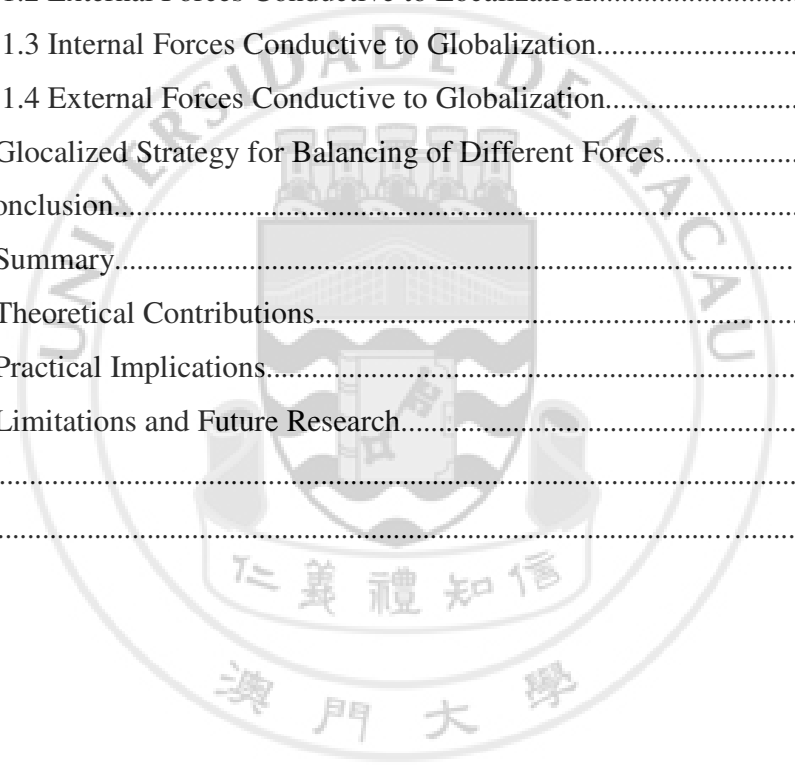 1.2 External Forces Conductive to Localization..........................
1.3 Internal Forces Conductive to Globalization..........................
1.4 External Forces Conductive to Globalization.........................
Glocalized Strategy for Balancing of Different Forces.................
onclusion.....................................................................................
Summary.....................................................................................
Theoretical Contributions............................................................
Practical Implications..................................................................
Limitations and Future Research.................................................
....................................................................................................
....................................................................................................
UNIVERSIDADE DE MACAU
仁義禮知信
澳門大學